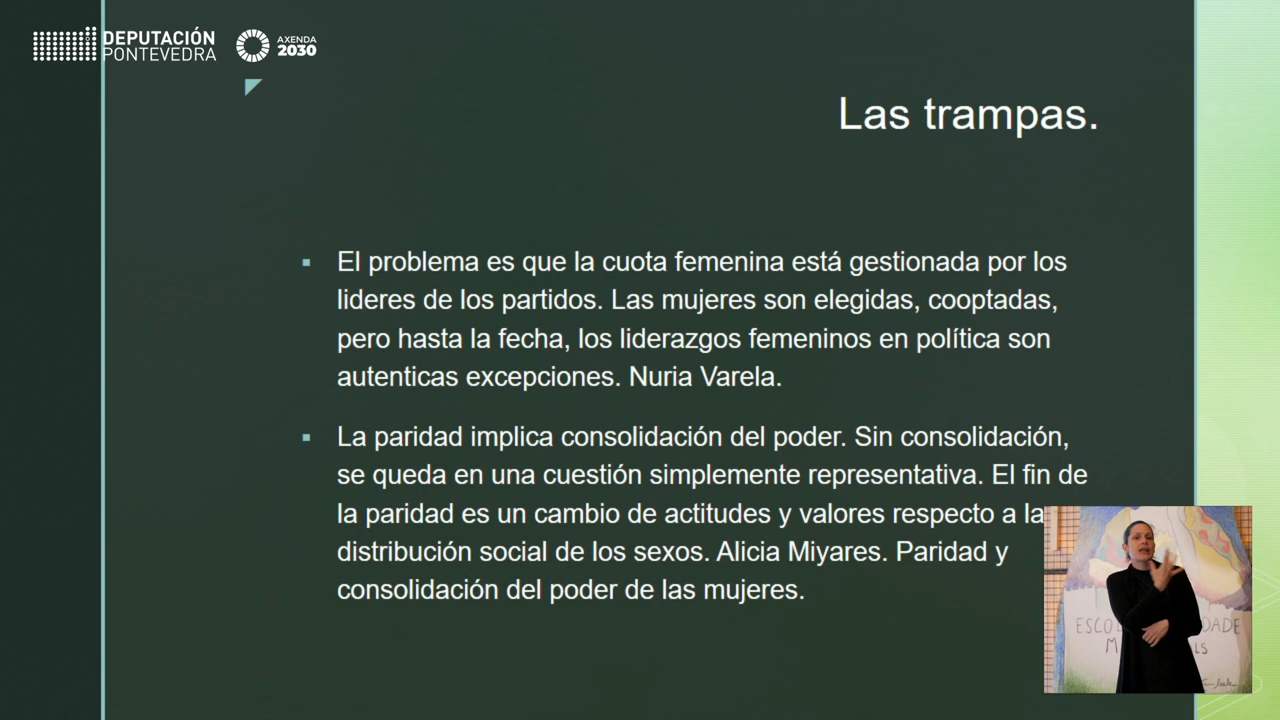 DEPUTACIÓN
PONTEVEDRA
AXENDA
2030
Las trampas.
El problema es que la cuota femenina está gestionada por los
lideres de los partidos. Las mujeres son elegidas, cooptadas,
pero hasta la fecha, los liderazgos femeninos en política son
autenticas excepciones. Nuria Varela.
La paridad implica consolidación del poder. Sin consolidación,
se queda en una cuestión simplemente representativa. El fin de
la paridad es un cambio de actitudes y valores respecto a la
distribución social de los sexos. Alicia Miyares. Paridad y
consolidación del poder de las mujeres.